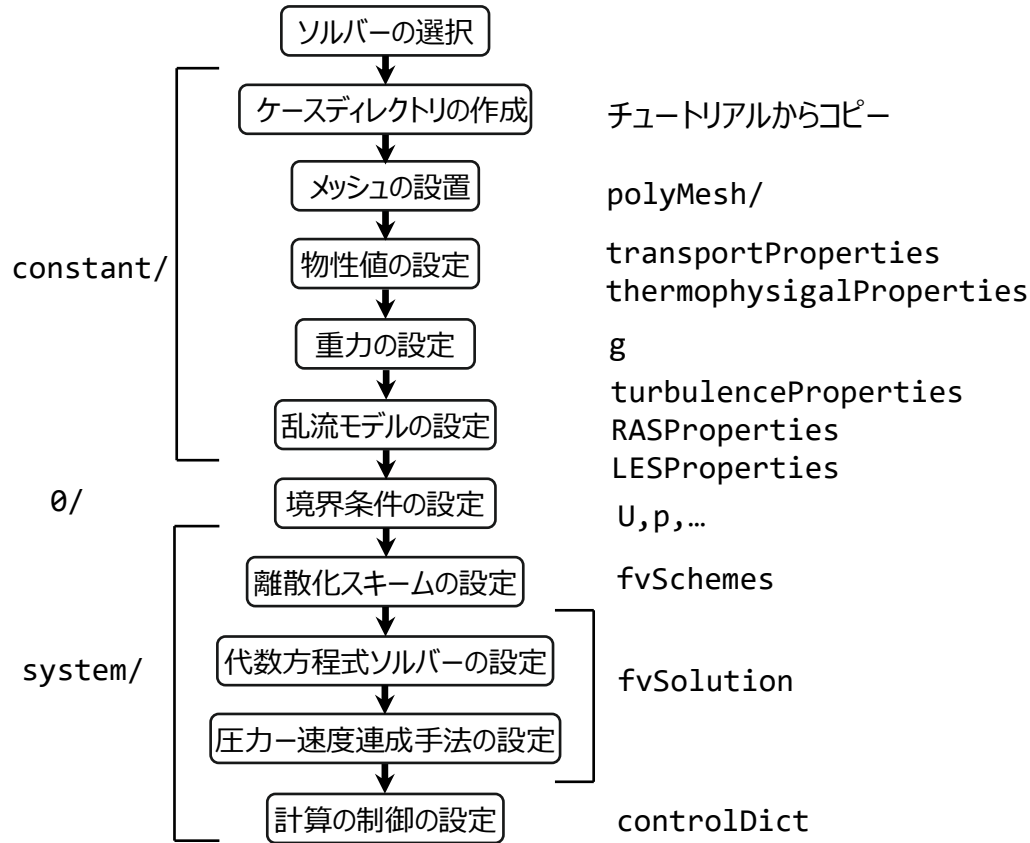 ソルバーの選択
ケースディレクトリの作成
チュートリアルからコピー
メッシュの設置
polyMesh/
constant/
物性値の設定
transportProperties
thermophysigalProperties
重力の設定
g
乱流モデルの設定
turbulenceProperties
RASProperties
LESProperties
0/
境界条件の設定
U,p,…
離散化スキームの設定
fvSchemes
system/
代数方程式ソルバーの設定
fvSolution
圧力ー速度連成手法の設定
計算の制御の設定
controlDict